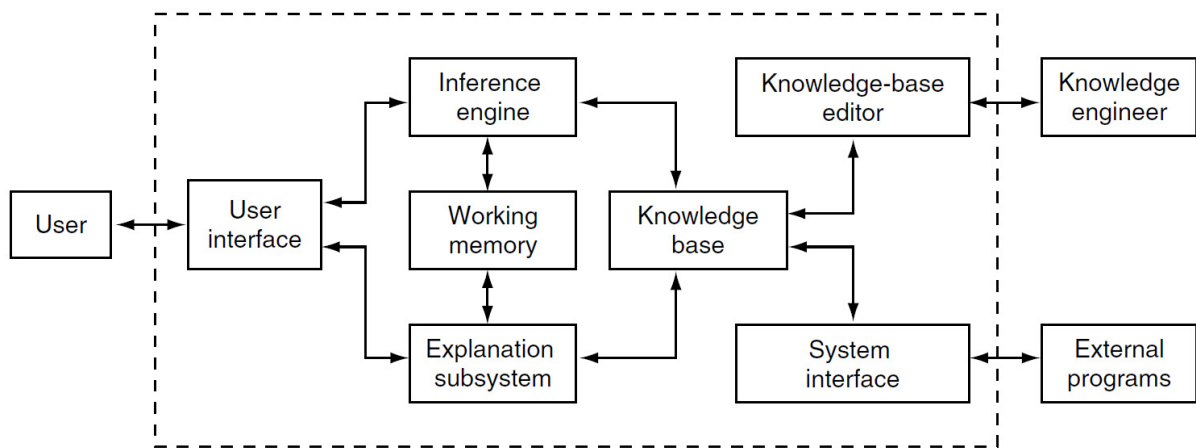 Inference
engine
Knowledge-base
editor
Knowledge
engineer
User
User
interface
Working
memory
Knowledge
base
Explanation
subsystem
System
interface
External
programs